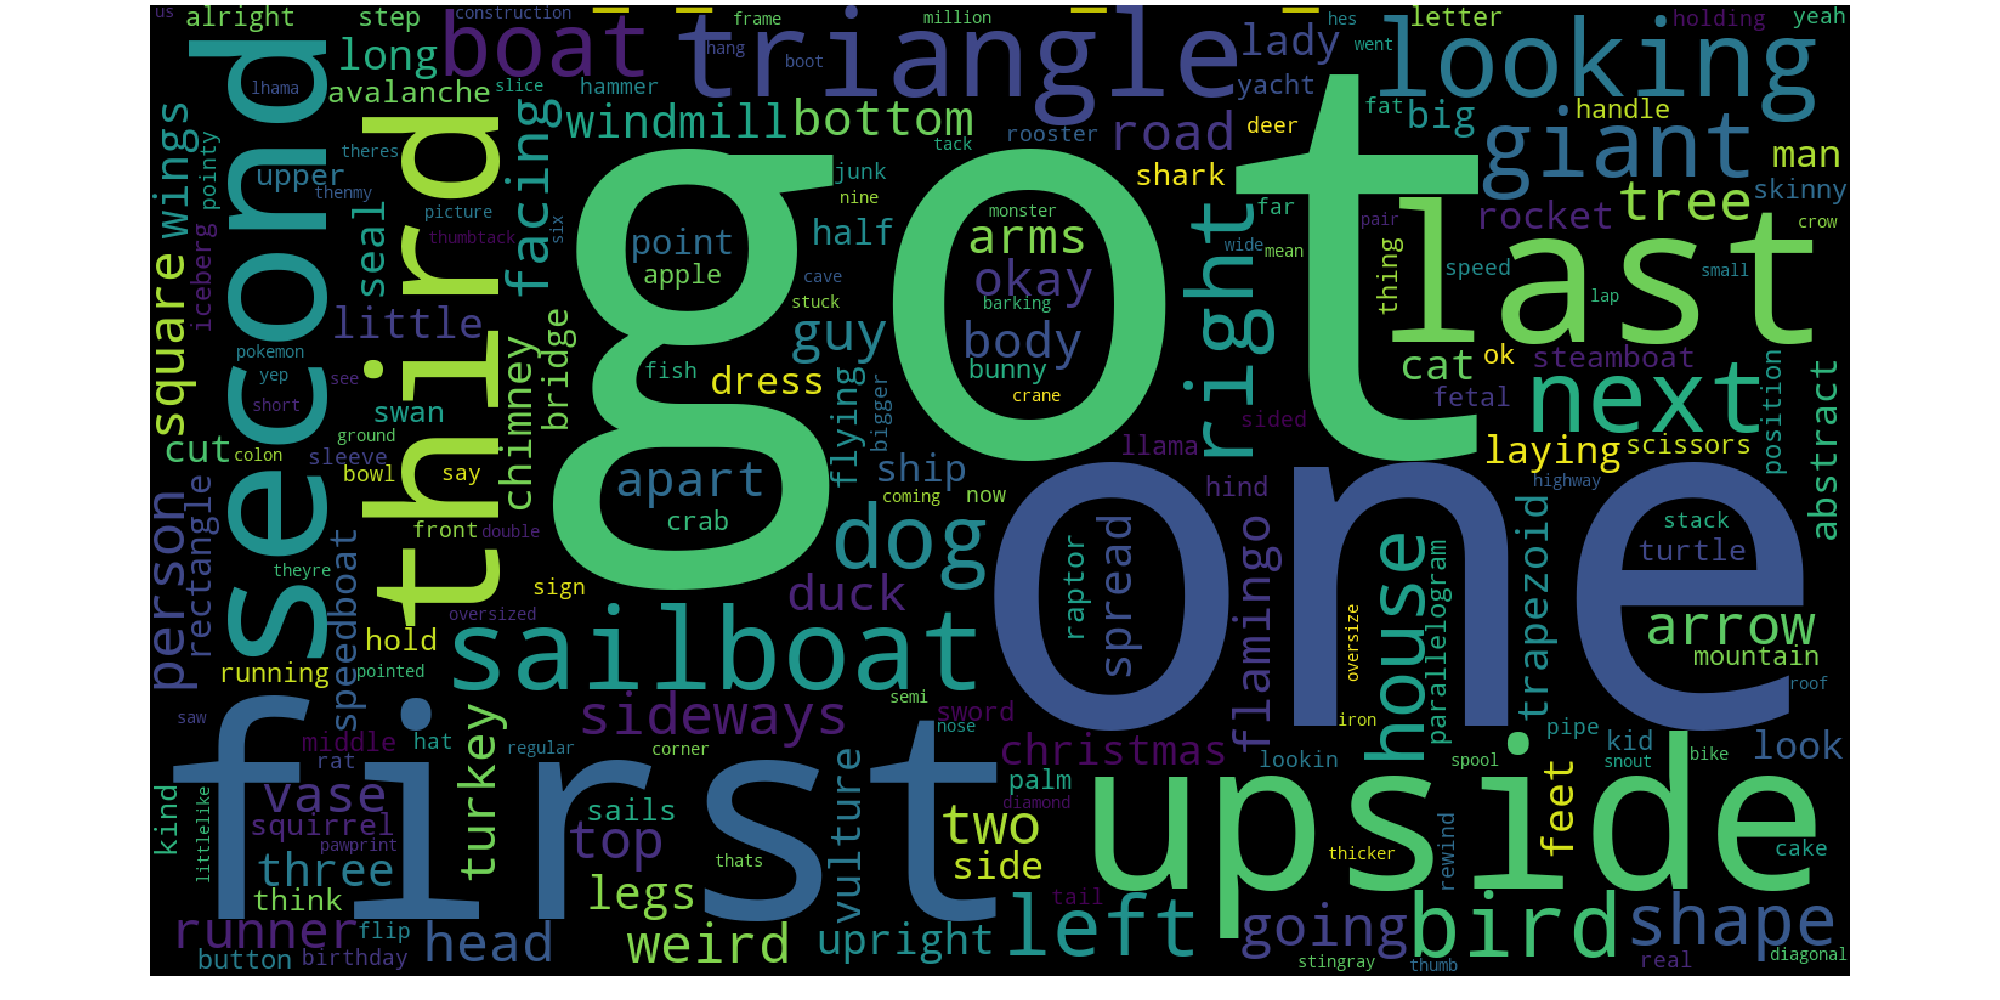 us
alright
step
construction
frame
million
hes
letter
holding
yeah
long
boat
triangle
hang
boot
lady
went
looking
lhama
avalanche
slice
hammer
yacht
second
third
wings
pointy
theres
upper
thenmy
facing
windmill
bottom
rooster
tack
road
deer
fat
big
handle
giant
man
shark
skinny
junk
nine
got
seal
picture
thumbtack
six
point
apple
half
cave
stuck
monster
arms
okay
barking
right
far
wide
mean
pair
thing
rocket
speed
tree
crow
small
lap
last
square
iceberg
little
pokemon
yep
see
short
swan
chimney
bridge
fish
dress
guy
flying
bigger
body
bunny
crane
cat
ok
steamboat
fetal
next
sided
position
abstract
cut
colon
ground
sleeve
bowl
say
apart
ship
coming
now
llama
hind
laying
scissors
highway
person
rectangle
front
double
crab
dog
one
raptor
spread
flamingo
house
parallelogram
trapezoid
stack
turtle
theyre
speedboat
sign
oversized
hold
duck
sailboat
oversize
arrow
mountain
roof
running
pointed
saw
first
middle
hat
rat
turkey
regular
sideways
corner
semi
sword
nose
christmas
lookin
iron
spool
pipe
kid
snout
bike
look
kind
littlelike
vase
squirrel
pawprint
three
think
sails
top
thats
vulture
palm
diamond
two
side
upside
thicker
rewind
feet
cake
legs
tail
runner
flip
button
birthday
head
weird
upright
left
going
stingray
bird
thumb
shape
real
diagonal